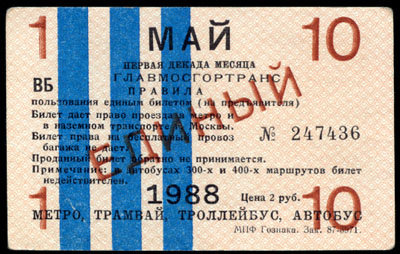 1 МАЙ 10
ПЕРВАЯ ДЕКАДА МЕСЯЦА
ВБ ГЛАВМОСГОРТРАНС
ПРАВИЛА
пользования единым билетом (на предъявителя)
Билет дает право проезда в метро и
в наземном транспорте г. Москвы.
Билет права на бесплатный провоз
багажа не дает.
Проданный билет обратно не принимается.
Примечание: в автобусах 300-х и 400-х маршрутов билет
недействителен.
ЕДИНЫЙ
№ 247436
1 1988 Цена 2 руб. 10
МЕТРО, ТРАМВАЙ, ТРОЛЛЕЙБУС, АВТОБУС
МПФ Гознака. Зак. 87-8971.